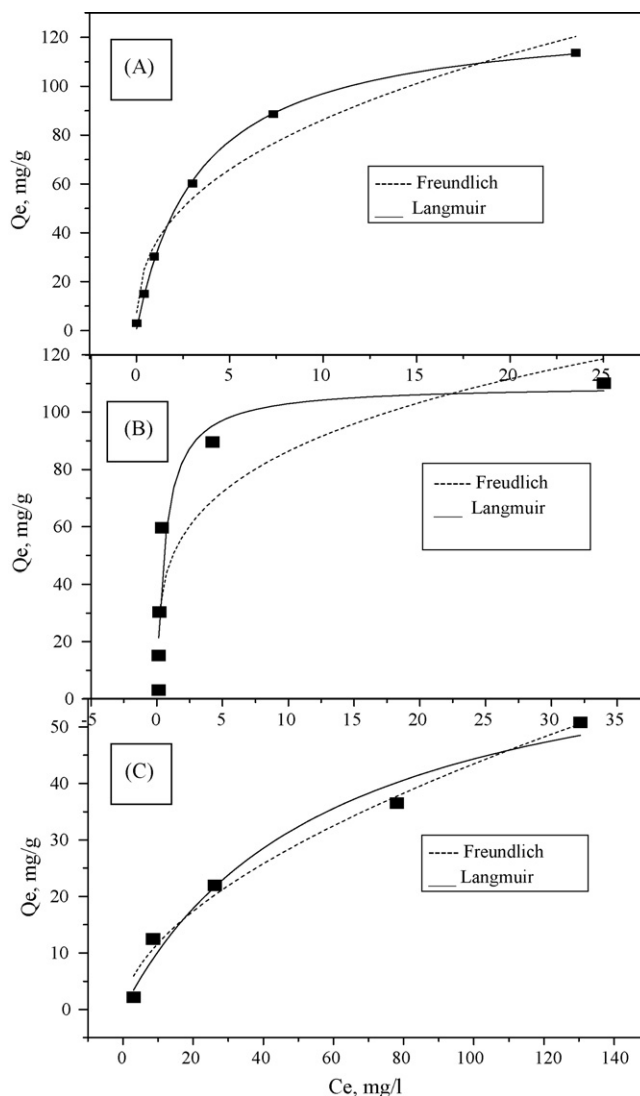 120
(A)
100
80
Qe, mg/g
60
------ Freundlich
___ Langmuir
40
20
0
0 5 10 15 20 25
120
(B)
100
80
Qe, mg/g
------ Freudlich
___ Langmuir
60
40
20
0
-5 0 5 10 15 20 25 30 35
50
(C)
40
30
Qe, mg/g
------ Freundlich
___ Langmuir
20
10
0
0 20 40 60 80 100 120 140
Ce, mg/l